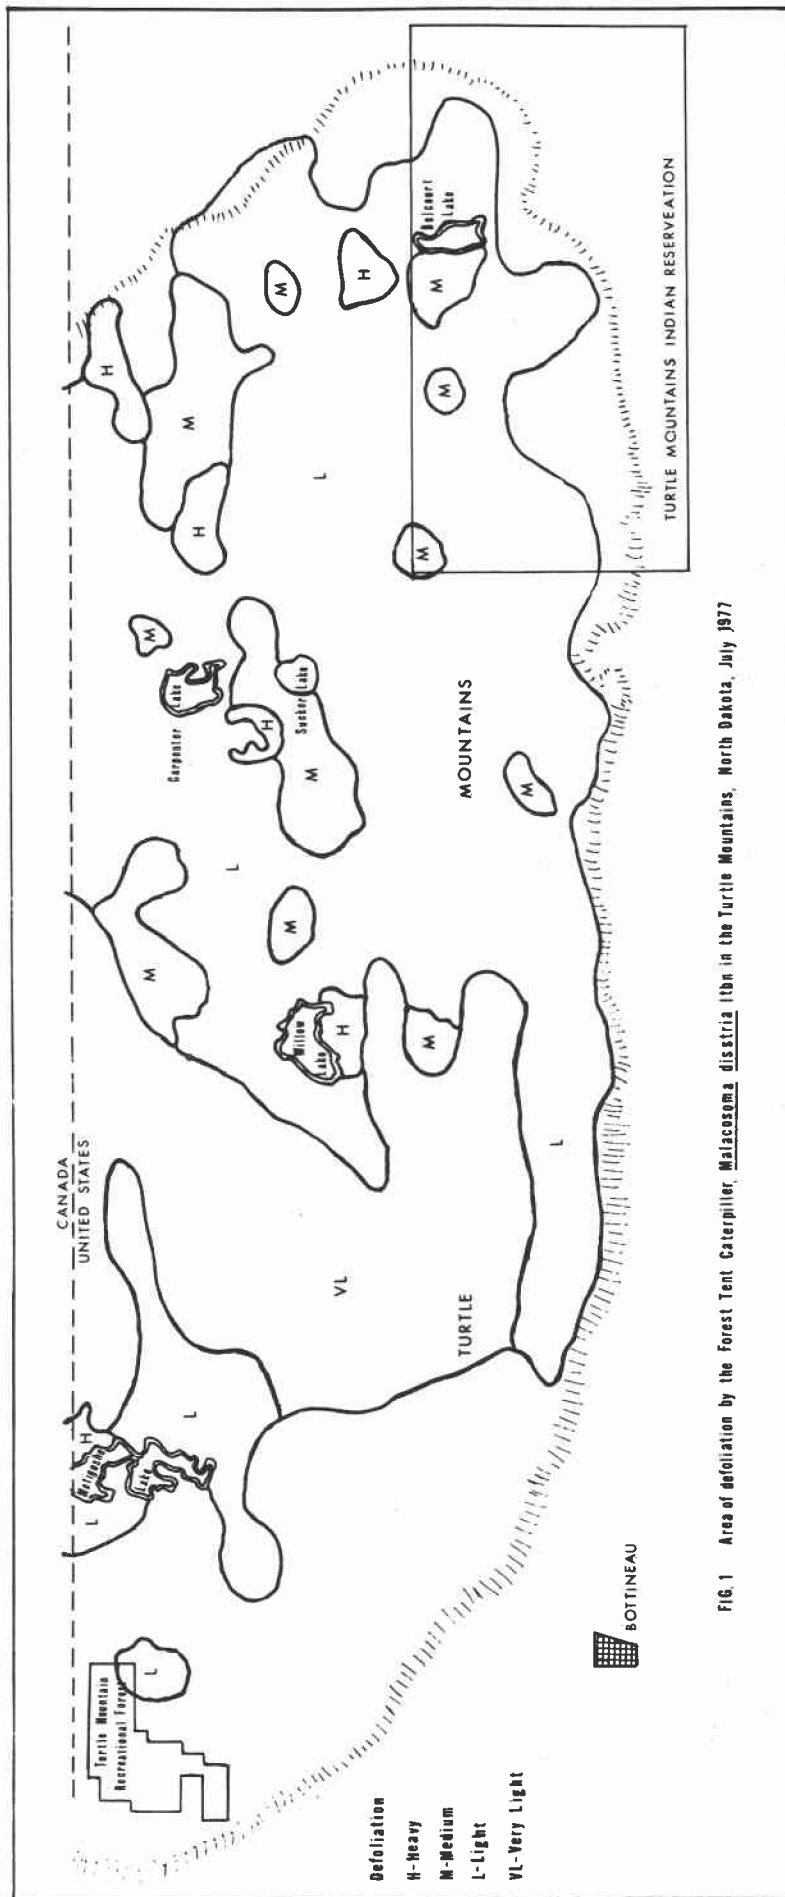 CANADA
UNITED STATES
Turtle Mountain
Recreational Forest
L
L
Metigoshe
Lake
H
L
VL
TURTLE
L
M
M
H
Willow
Lake
M
L
Carpenter
Lake
M
H
M
Sucker
Lake
MOUNTAINS
M
H
M
H
L
M
H
M
M
M
Belcourt
Lake
TURTLE MOUNTAINS INDIAN RESERVEATION
BOTTINEAU
Defoliation
H-Heavy
M-Medium
L-Light
VL-Very Light
FIG. 1 Area of defoliation by the Forest Tent Caterpiller, Malacosoma disstria Hbn in the Turtle Mountains, North Dakota, July 1977